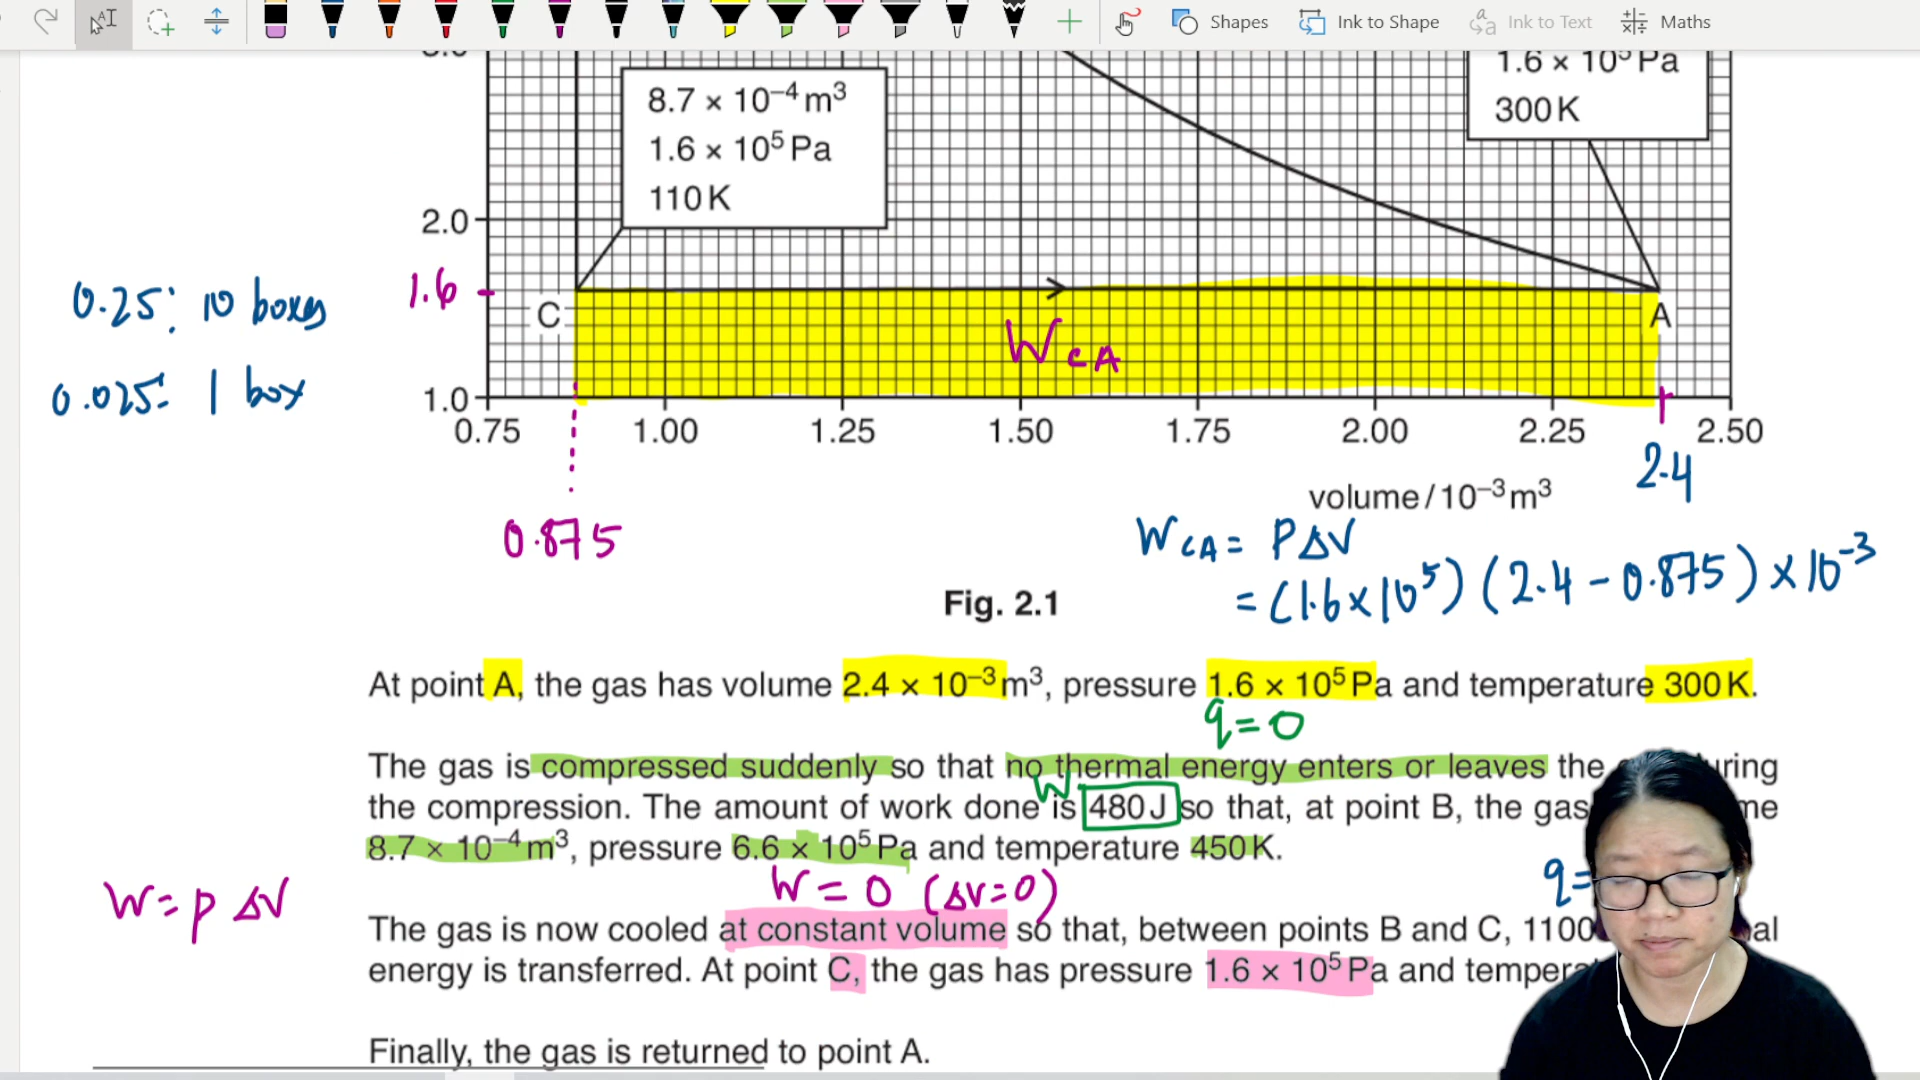 Shapes Ink to Shape Ink to Text Maths
8.7 × 10⁻⁴ m³
1.6 × 10⁵ Pa
110 K
1.6 × 10⁵ Pa
300 K
2.0
1.6
C
A
W CA
1.0
0.25: 10 boxes
0.025: 1 box
0.75 1.00 1.25 1.50 1.75 2.00 2.25 2.50
0.875
2.4
volume / 10⁻³ m³
W CA = P ΔV
= (1.6 × 10⁵) (2.4 − 0.875) × 10⁻³
Fig. 2.1
At point A, the gas has volume 2.4 × 10⁻³ m³, pressure 1.6 × 10⁵ Pa and temperature 300 K.
q = 0
The gas is compressed suddenly so that no thermal energy enters or leaves the
W
the compression. The amount of work done is 480 J so that, at point B, the gas
8.7 × 10⁻⁴ m³, pressure 6.6 × 10⁵ Pa and temperature 450 K.
W = 0 (ΔV=0)
q =
W = p ΔV
The gas is now cooled at constant volume so that, between points B and C, 1100
energy is transferred. At point C, the gas has pressure 1.6 × 10⁵ Pa and
Finally, the gas is returned to point A.